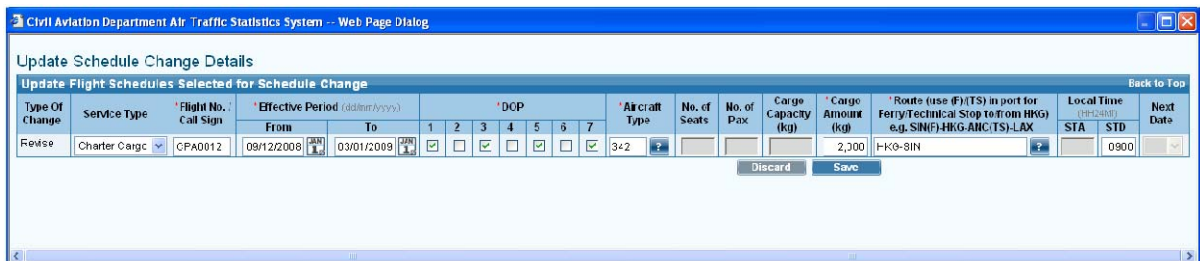 Civil Aviation Department Air Traffic Statistics System -- Web Page Dialog
Update Schedule Change Details
Update Flight Schedules Selected for Schedule Change Back to Top
Type Of Change Service Type *Flight No. / Call Sign *Effective Period (dd/mm/yyyy) From To *DOP 1 2 3 4 5 6 7 *Aircraft Type No. of Seats No. of Pax Cargo Capacity (kg) *Cargo Amount (kg) *Route (use (F)/(TS) in port for Ferry/Technical Stop to/from HKG) e.g. SIN(F)-HKG-ANC(TS)-LAX Local Time (HH24MI) STA STD Next Date
Revise Charter Cargo CPA0012 09/12/2008 JAN 1 03/01/2009 JAN 1 342 ? 2,000 HKG-SIN ? 0900
Discard Save